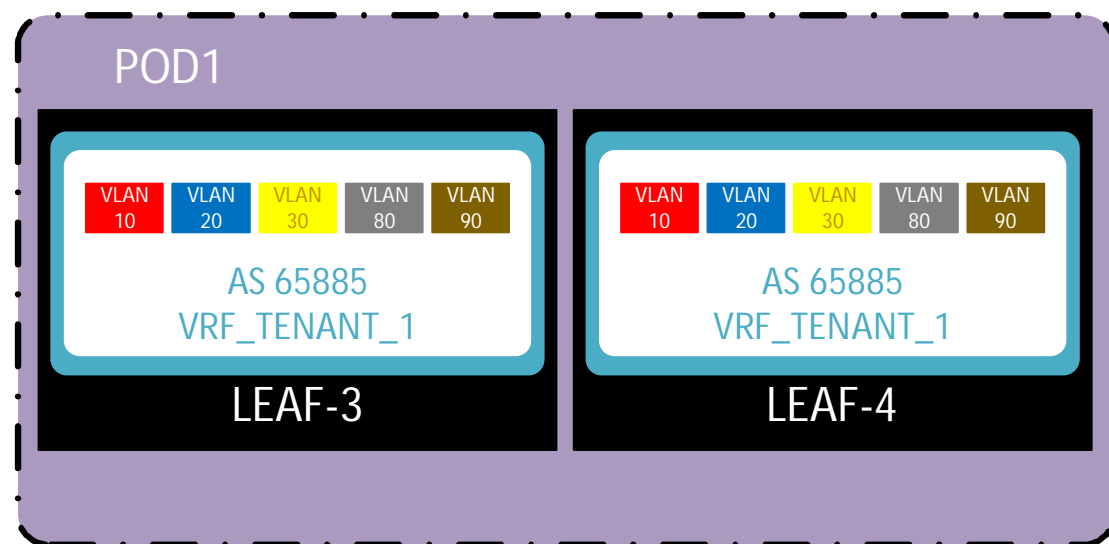 POD1
VLAN
10
VLAN
20
VLAN
30
VLAN
80
VLAN
90
AS 65885
VRF_TENANT_1
LEAF-3
VLAN
10
VLAN
20
VLAN
30
VLAN
80
VLAN
90
AS 65885
VRF_TENANT_1
LEAF-4